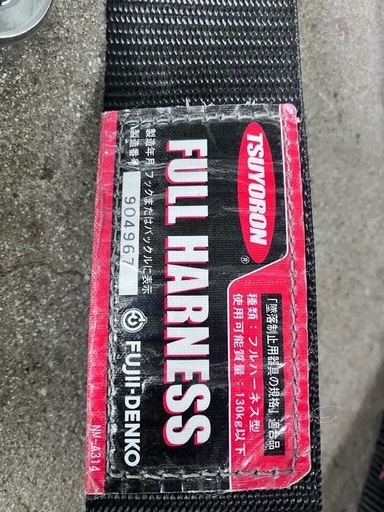 TSUYORON
®
「墜落制止用器具の規格」適合品
種類：フルハーネス型
使用可能質量：130kg以下
FULL HARNESS
製造年月 フックまたはバックルに表示
製造番号 904967
FUJII-DENKO
NM-A314